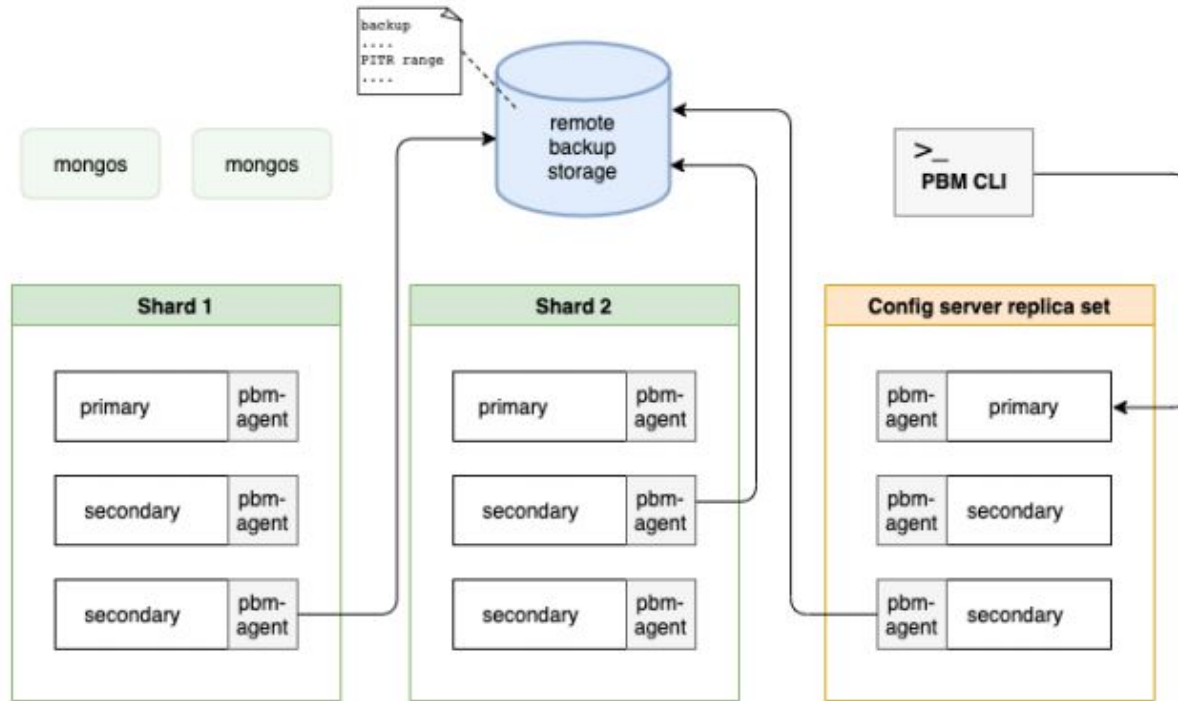 backup
....
PITR range
....
remote
backup
storage
mongos
mongos
>_
PBM CLI
Shard 1
primary
pbm-
agent
secondary
pbm-
agent
secondary
pbm-
agent
Shard 2
primary
pbm-
agent
secondary
pbm-
agent
secondary
pbm-
agent
Config server replica set
pbm-
agent
primary
pbm-
agent
secondary
pbm-
agent
secondary